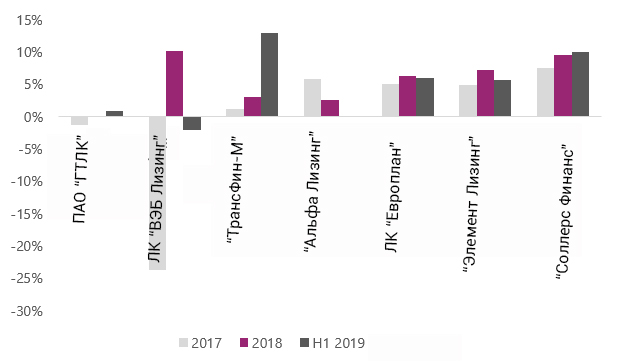 15%
10%
5%
0%
-5%
-10%
-15%
-20%
-25%
-30%
ПАО “ГТЛК”
ЛК “ВЭБ Лизинг”
“ТрансФин-М”
“Альфа Лизинг”
ЛК “Европлан”
“Элемент Лизинг”
“Соллерс Финанс”
2017 2018 H1 2019